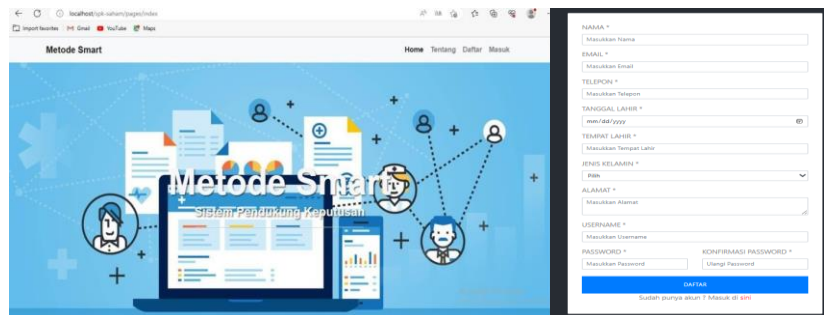 localhost/spk-saham/pages/index
Import favorites Gmail YouTube Maps
Metode Smart
Home Tentang Daftar Masuk
Metode Smart
Sistem Pendukung Keputusan
NAMA *
Masukkan Nama
EMAIL *
Masukkan Email
TELEPON *
Masukkan Telepon
TANGGAL LAHIR *
mm/dd/yyyy
TEMPAT LAHIR *
Masukkan Tempat Lahir
JENIS KELAMIN *
Pilih
ALAMAT *
Masukkan Alamat
USERNAME *
Masukkan Username
PASSWORD * KONFIRMASI PASSWORD *
Masukkan Password Ulangi Password
DAFTAR
Sudah punya akun ? Masuk di sini